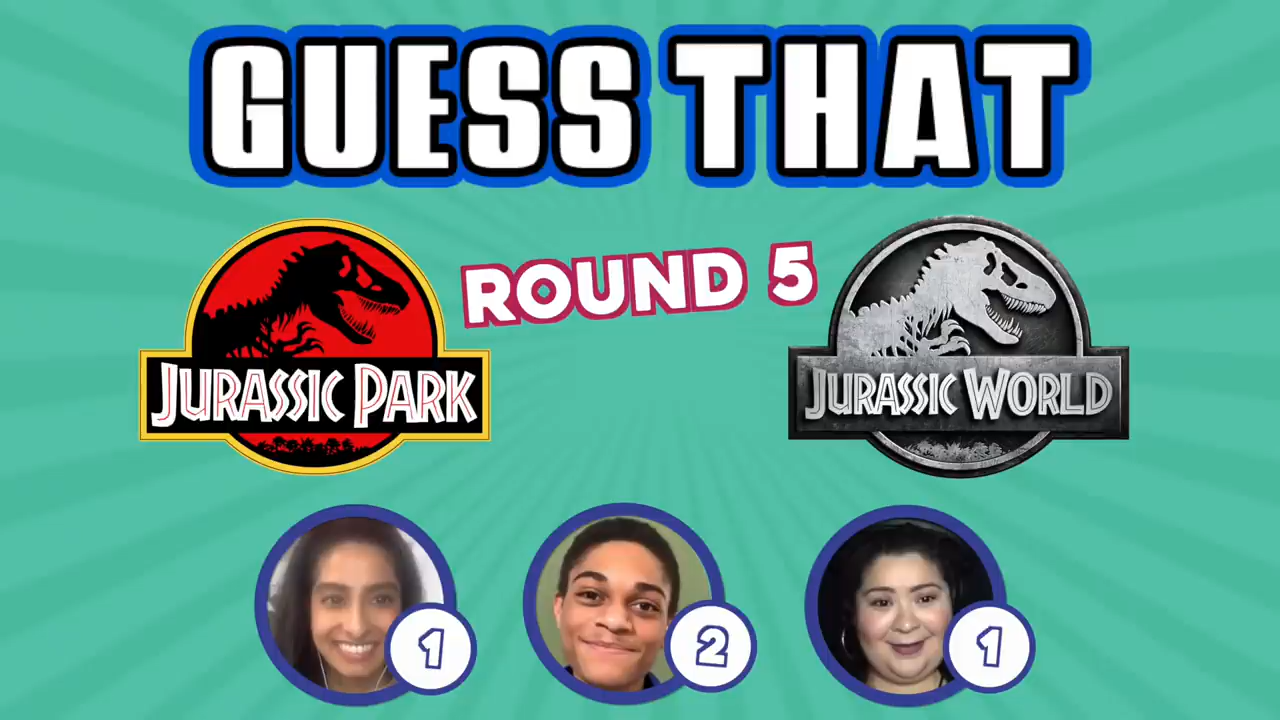 GUESS THAT
ROUND 5
JURASSIC PARK
JURASSIC WORLD
1
2
1